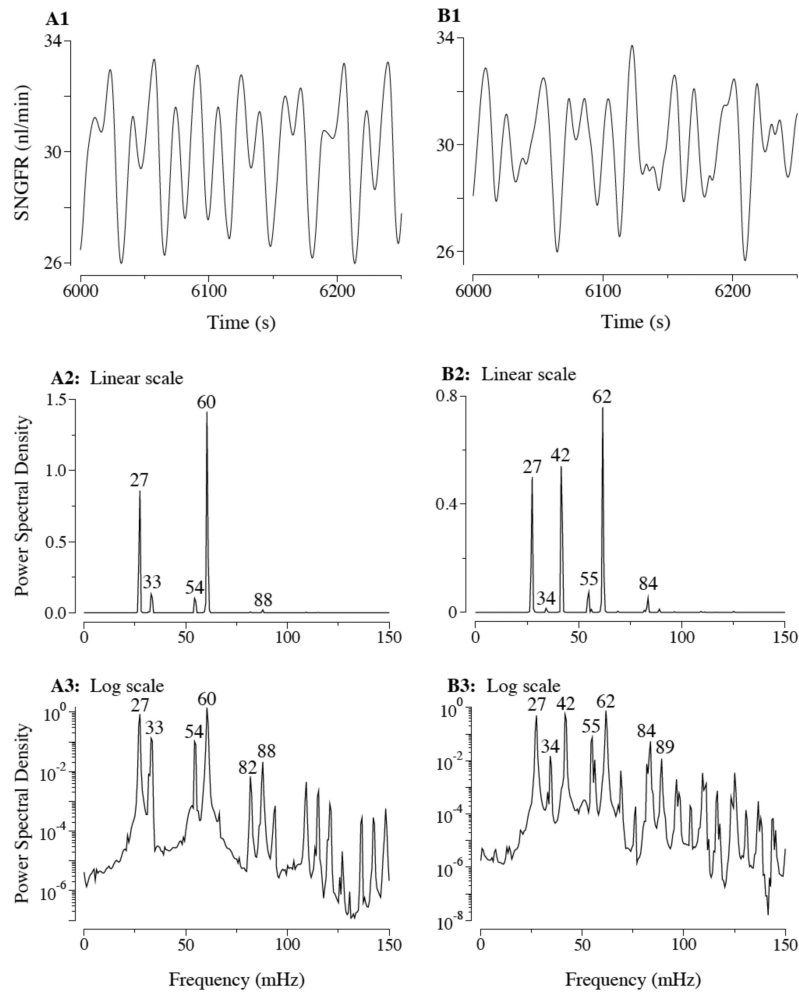 A1
34
30
26
SNGFR (nl/min)
6000 6100 6200
Time (s)
B1
34
30
26
6000 6100 6200
Time (s)
A2: Linear scale
1.5
1.0
0.5
0.0
Power Spectral Density
27
33
54
60
88
0 50 100 150
B2: Linear scale
0.8
0.4
0
27
34
42
55
62
84
0 50 100 150
A3: Log scale
10^0
10^-2
10^-4
10^-6
Power Spectral Density
27
33
54
60
82
88
0 50 100 150
Frequency (mHz)
B3: Log scale
10^0
10^-2
10^-4
10^-6
10^-8
27
34
42
55
62
84
89
0 50 100 150
Frequency (mHz)